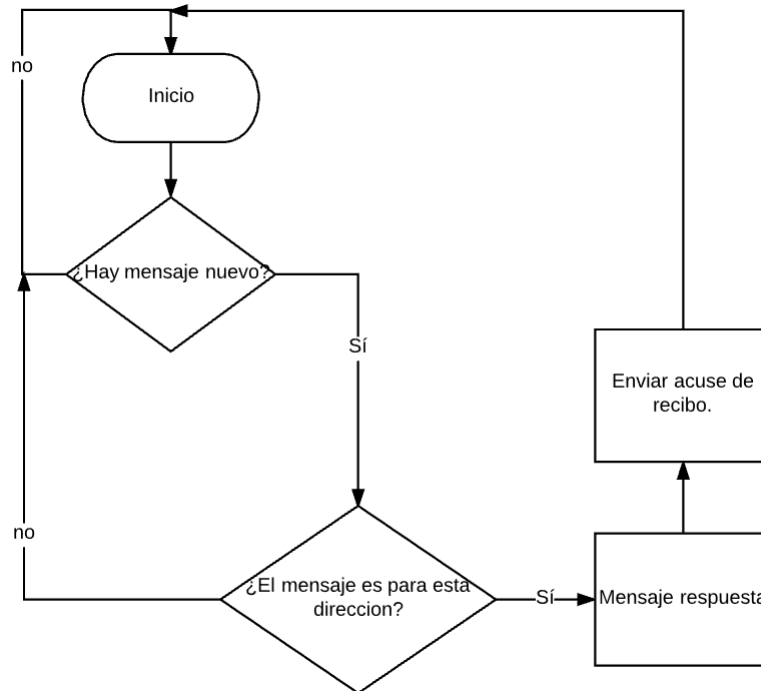 no
Inicio
¿Hay mensaje nuevo?
Sí
Enviar acuse de
recibo.
no
¿El mensaje es para esta
direccion?
Sí
Mensaje respuesta